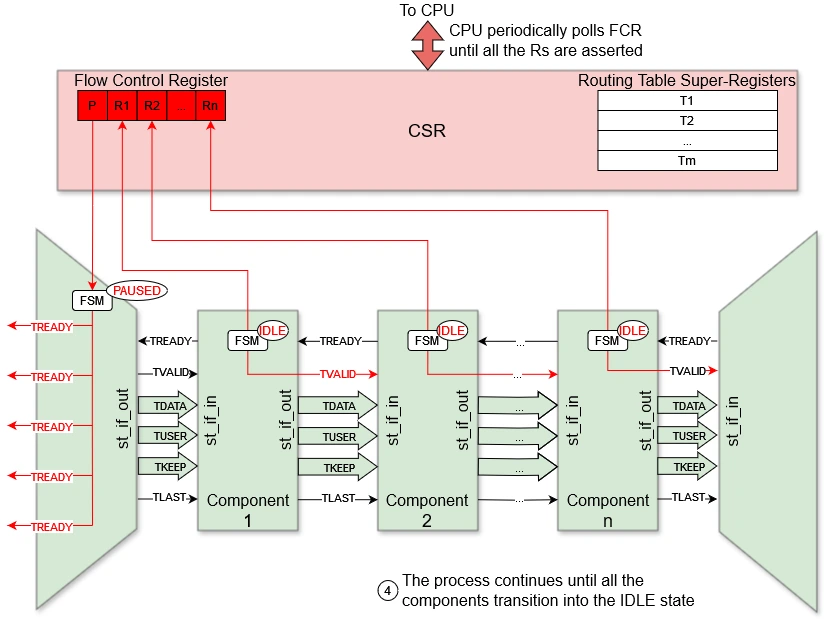 To CPU
CPU periodically polls FCR
until all the Rs are asserted
Flow Control Register
Routing Table Super-Registers
P R1 R2 ... Rn
CSR
T1
T2
...
Tm
PAUSED
FSM
TREADY
TREADY
TREADY
TREADY
TREADY
st_if_out
TREADY
TVALID
TDATA
TUSER
TKEEP
TLAST
FSM
IDLE
st_if_in
st_if_out
Component
1
TREADY
TVALID
TDATA
TUSER
TKEEP
TLAST
FSM
IDLE
st_if_in
st_if_out
Component
2
...
...
...
...
...
...
FSM
IDLE
st_if_in
st_if_out
Component
n
TREADY
TVALID
TDATA
TUSER
TKEEP
TLAST
st_if_in
4 The process continues until all the
components transition into the IDLE state